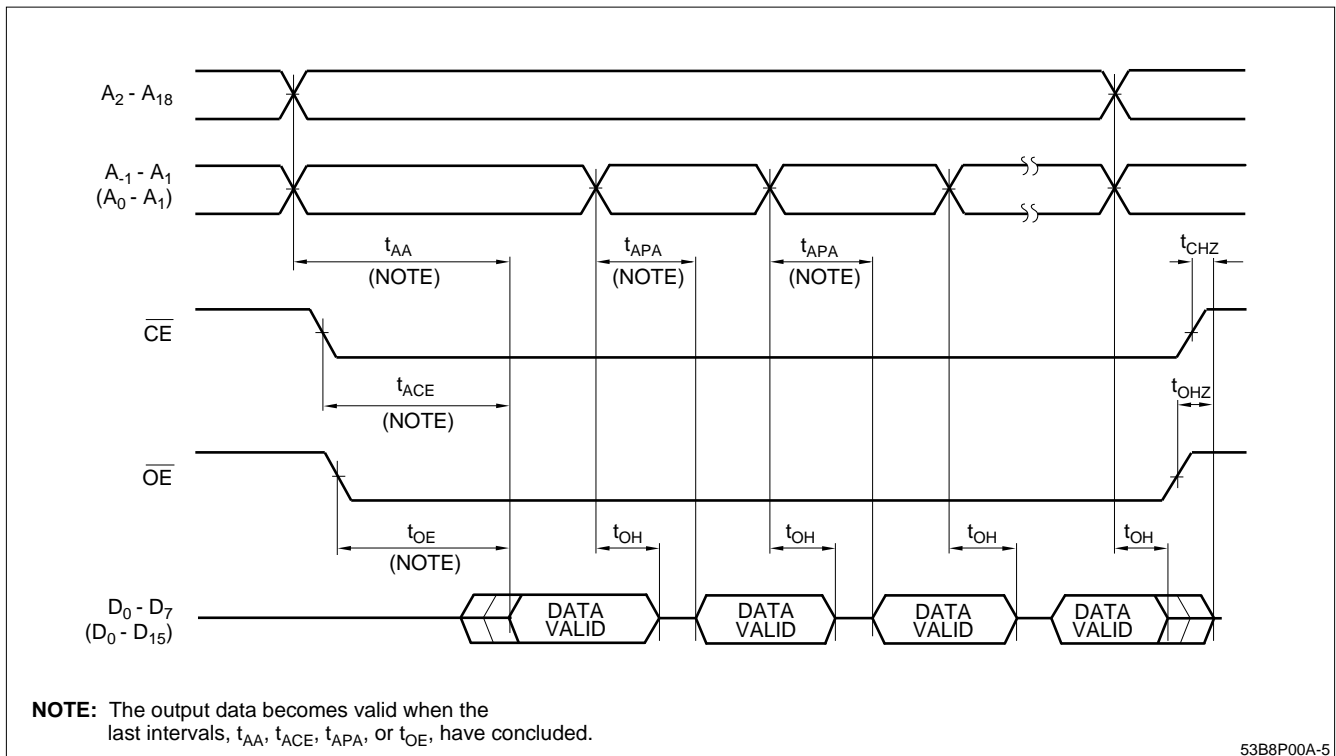 A2 - A18
A-1 - A1
(A0 - A1)
tAA
(NOTE)
tAPA
(NOTE)
tAPA
(NOTE)
tCHZ
CE
tACE
(NOTE)
tOHZ
OE
tOE
(NOTE)
tOH
tOH
tOH
tOH
D0 - D7
(D0 - D15)
DATA
VALID
DATA
VALID
DATA
VALID
DATA
VALID
NOTE: The output data becomes valid when the
last intervals, tAA, tACE, tAPA, or tOE, have concluded.
53B8P00A-5